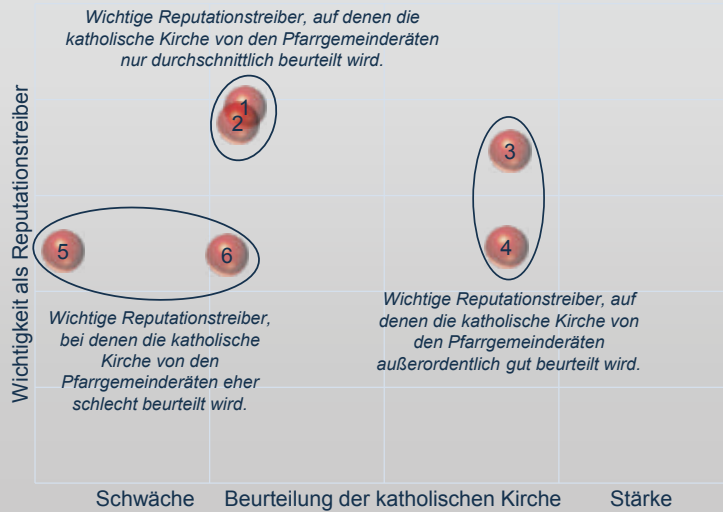 Wichtige Reputationstreiber, auf denen die
katholische Kirche von den Pfarrgemeinderäten
nur durchschnittlich beurteilt wird.
Wichtigkeit als Reputationstreiber
1
2
3
4
5
6
Wichtige Reputationstreiber,
bei denen die katholische
Kirche von den
Pfarrgemeinderäten eher
schlecht beurteilt wird.
Wichtige Reputationstreiber, auf
denen die katholische Kirche von
den Pfarrgemeinderäten
außerordentlich gut beurteilt wird.
Schwäche Beurteilung der katholischen Kirche Stärke